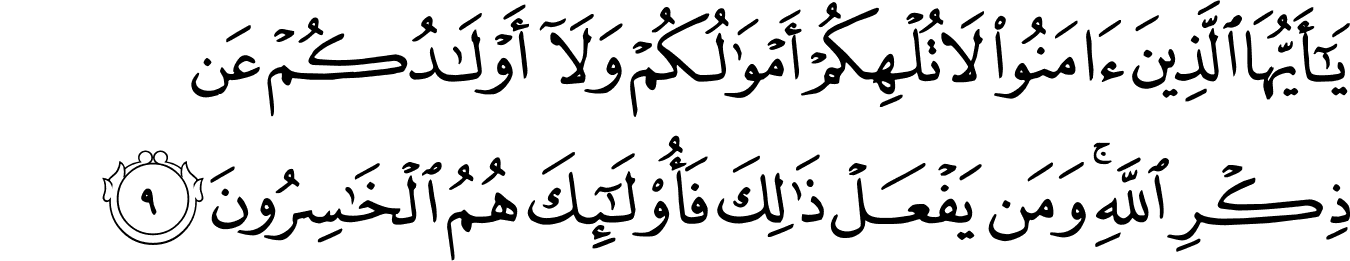 يَـٰٓأَيُّهَا ٱلَّذِينَ ءَامَنُوا۟ لَا تُلْهِكُمْ أَمْوَٰلُكُمْ وَلَآ أَوْلَـٰدُكُمْ عَن
ذِكْرِ ٱللَّهِ ۚ وَمَن يَفْعَلْ ذَٰلِكَ فَأُو۟لَـٰٓئِكَ هُمُ ٱلْخَـٰسِرُونَ ٩